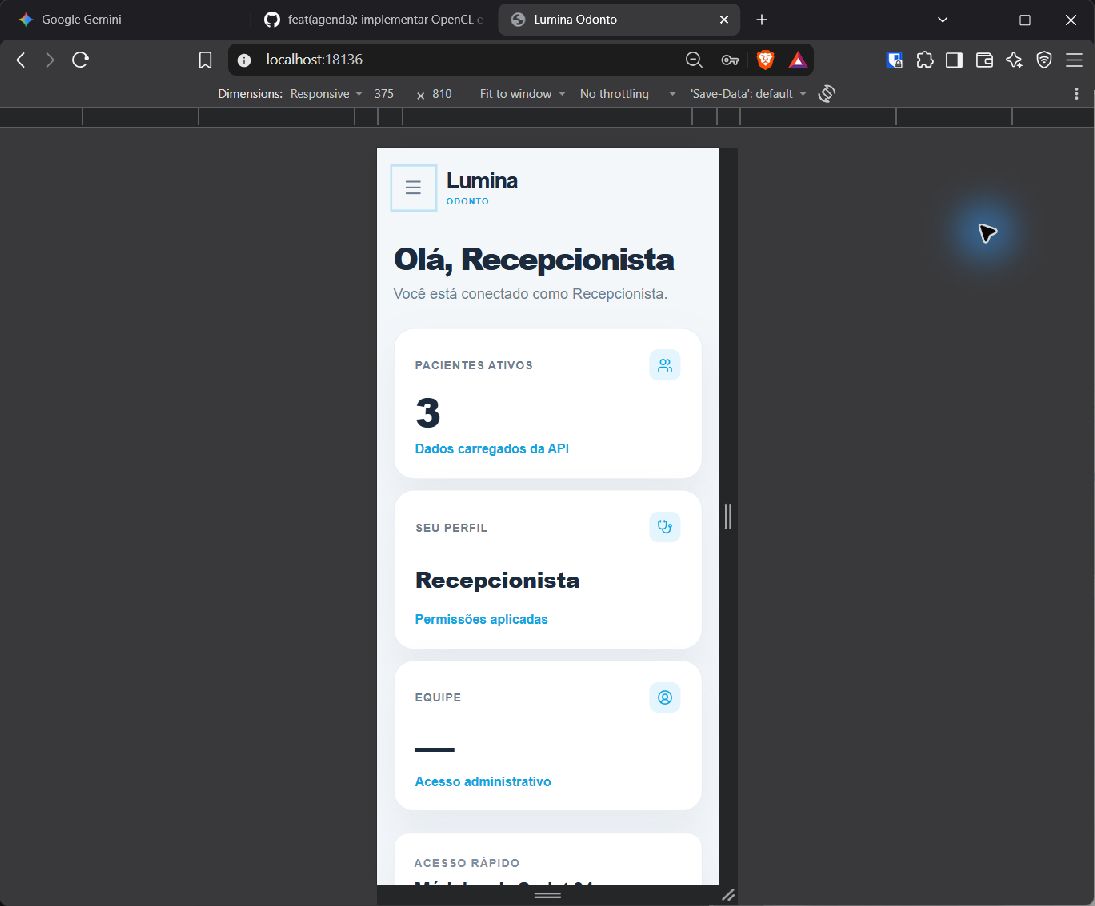 Google Gemini
feat(agenda): implementar OpenCL
Lumina Odonto
localhost:18136
Dimensions: Responsive 375 x 810 Fit to window No throttling 'Save-Data': default
Lumina
ODONTO
Olá, Recepcionista
Você está conectado como Recepcionista.
PACIENTES ATIVOS
3
Dados carregados da API
SEU PERFIL
Recepcionista
Permissões aplicadas
EQUIPE
—
Acesso administrativo
ACESSO RÁPIDO